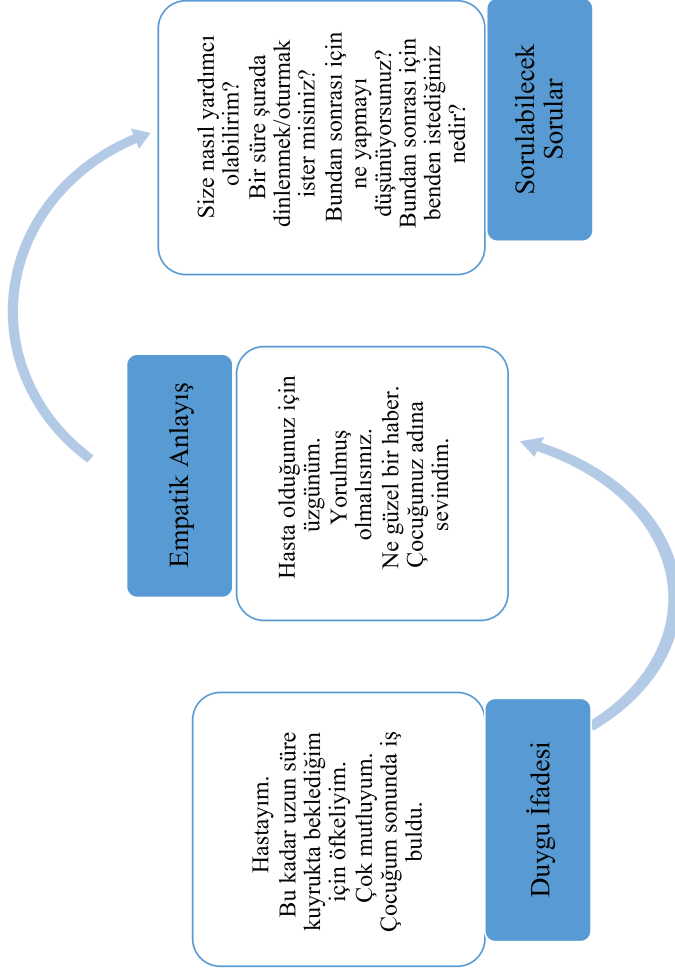 Hastayım.
Bu kadar uzun süre
kuyrukta beklediğim
için öfkeliyim.
Çok mutluyum.
Çocuğum sonunda iş
buldu.
Duygu İfadesi
Empatik Anlayış
Hasta olduğunuz için
üzgünüm.
Yorulmuş
olmalısınız.
Ne güzel bir haber.
Çocuğunuz adına
sevindim.
Size nasıl yardımcı
olabilirim?
Bir süre şurada
dinlenmek/oturmak
ister misiniz?
Bundan sonrası için
ne yapmayı
düşünüyorsunuz?
Bundan sonrası için
benden istediğiniz
nedir?
Sorulabilecek
Sorular